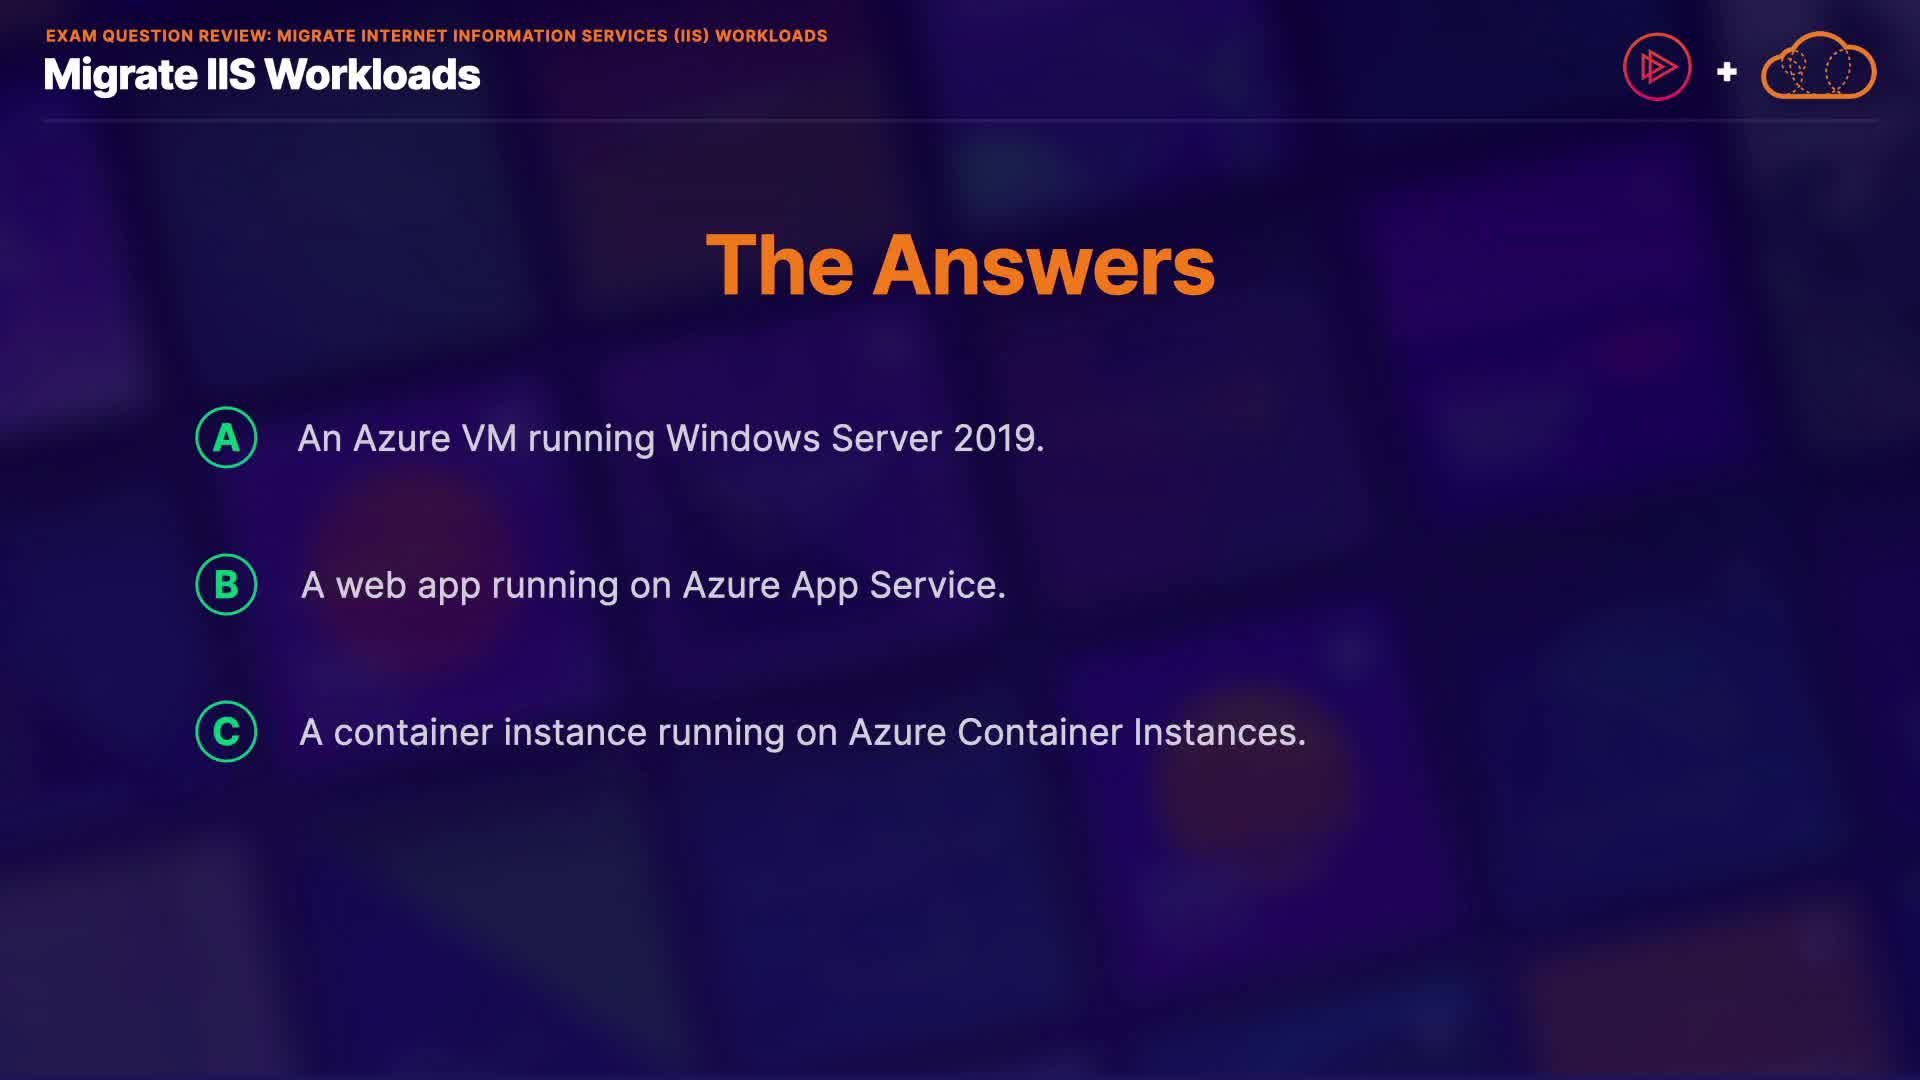 EXAM QUESTION REVIEW: MIGRATE INTERNET INFORMATION SERVICES (IIS) WORKLOADS
Migrate IIS Workloads
+
The Answers
A An Azure VM running Windows Server 2019.
B A web app running on Azure App Service.
C A container instance running on Azure Container Instances.